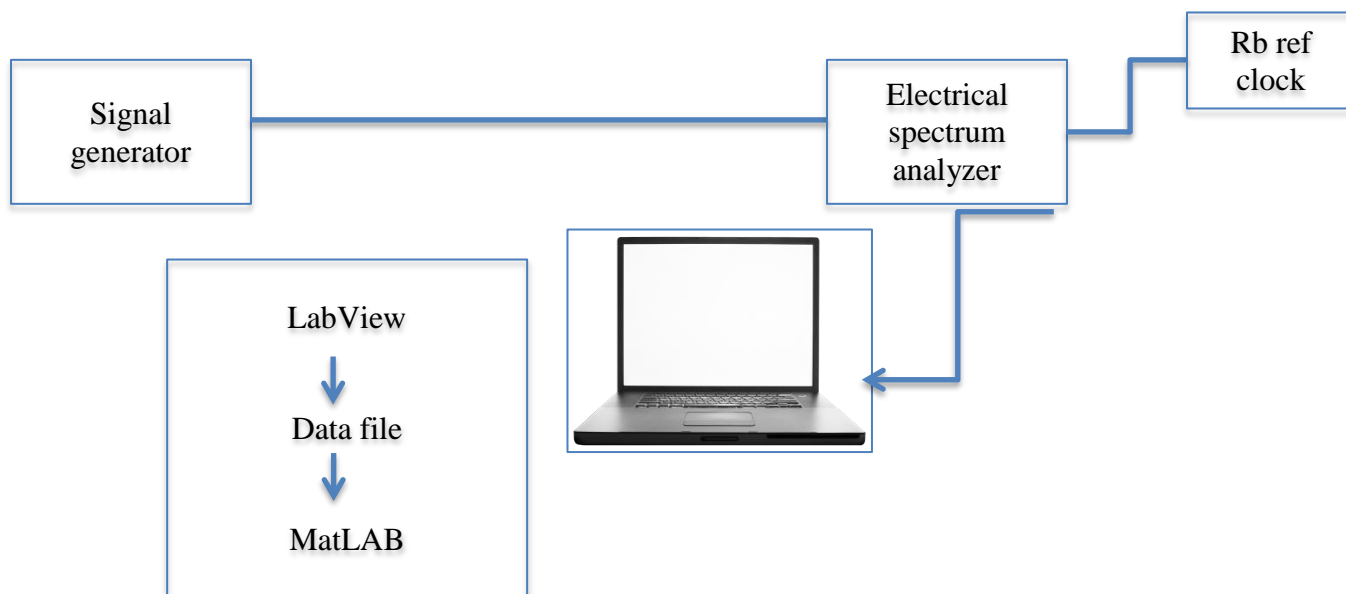 Signal
generator
Electrical
spectrum
analyzer
Rb ref
clock
LabView
Data file
MatLAB